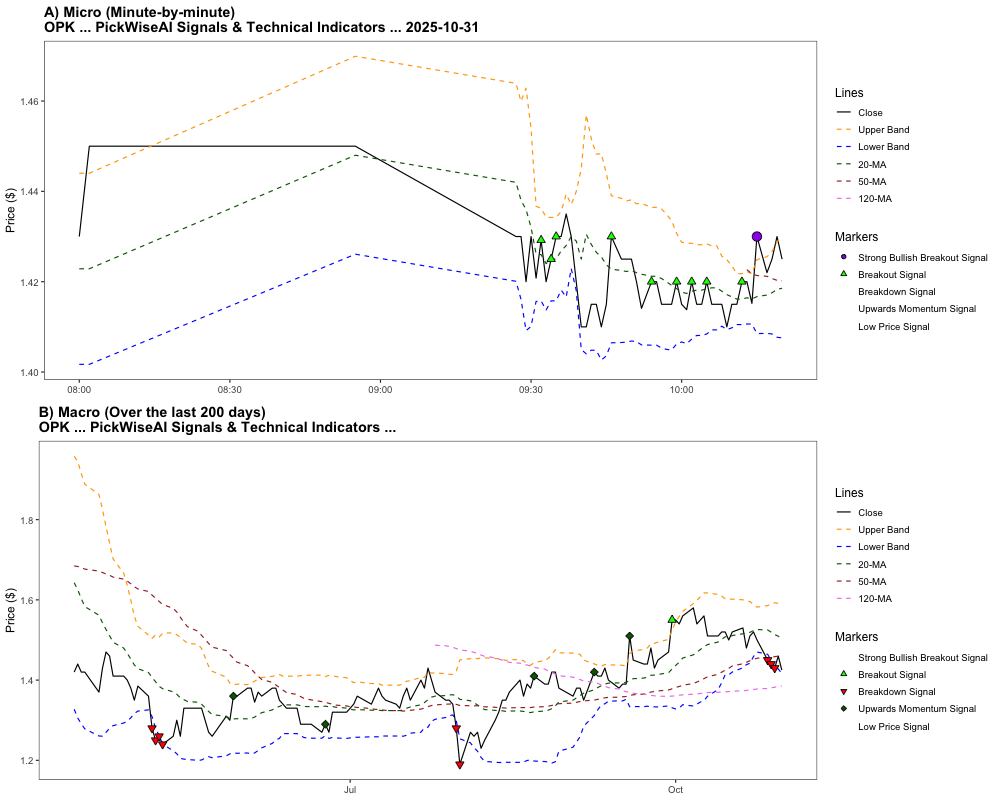 A) Micro (Minute-by-minute)
OPK ... PickWiseAI Signals & Technical Indicators ... 2025-10-31
Price ($)
1.46
1.44
1.42
1.40
08:00
08:30
09:00
09:30
10:00
Lines
Close
Upper Band
Lower Band
20-MA
50-MA
120-MA
Markers
Strong Bullish Breakout Signal
Breakout Signal
Breakdown Signal
Upwards Momentum Signal
Low Price Signal
B) Macro (Over the last 200 days)
OPK ... PickWiseAI Signals & Technical Indicators ...
Price ($)
1.8
1.6
1.4
1.2
Jul
Oct
Lines
Close
Upper Band
Lower Band
20-MA
50-MA
120-MA
Markers
Strong Bullish Breakout Signal
Breakout Signal
Breakdown Signal
Upwards Momentum Signal
Low Price Signal